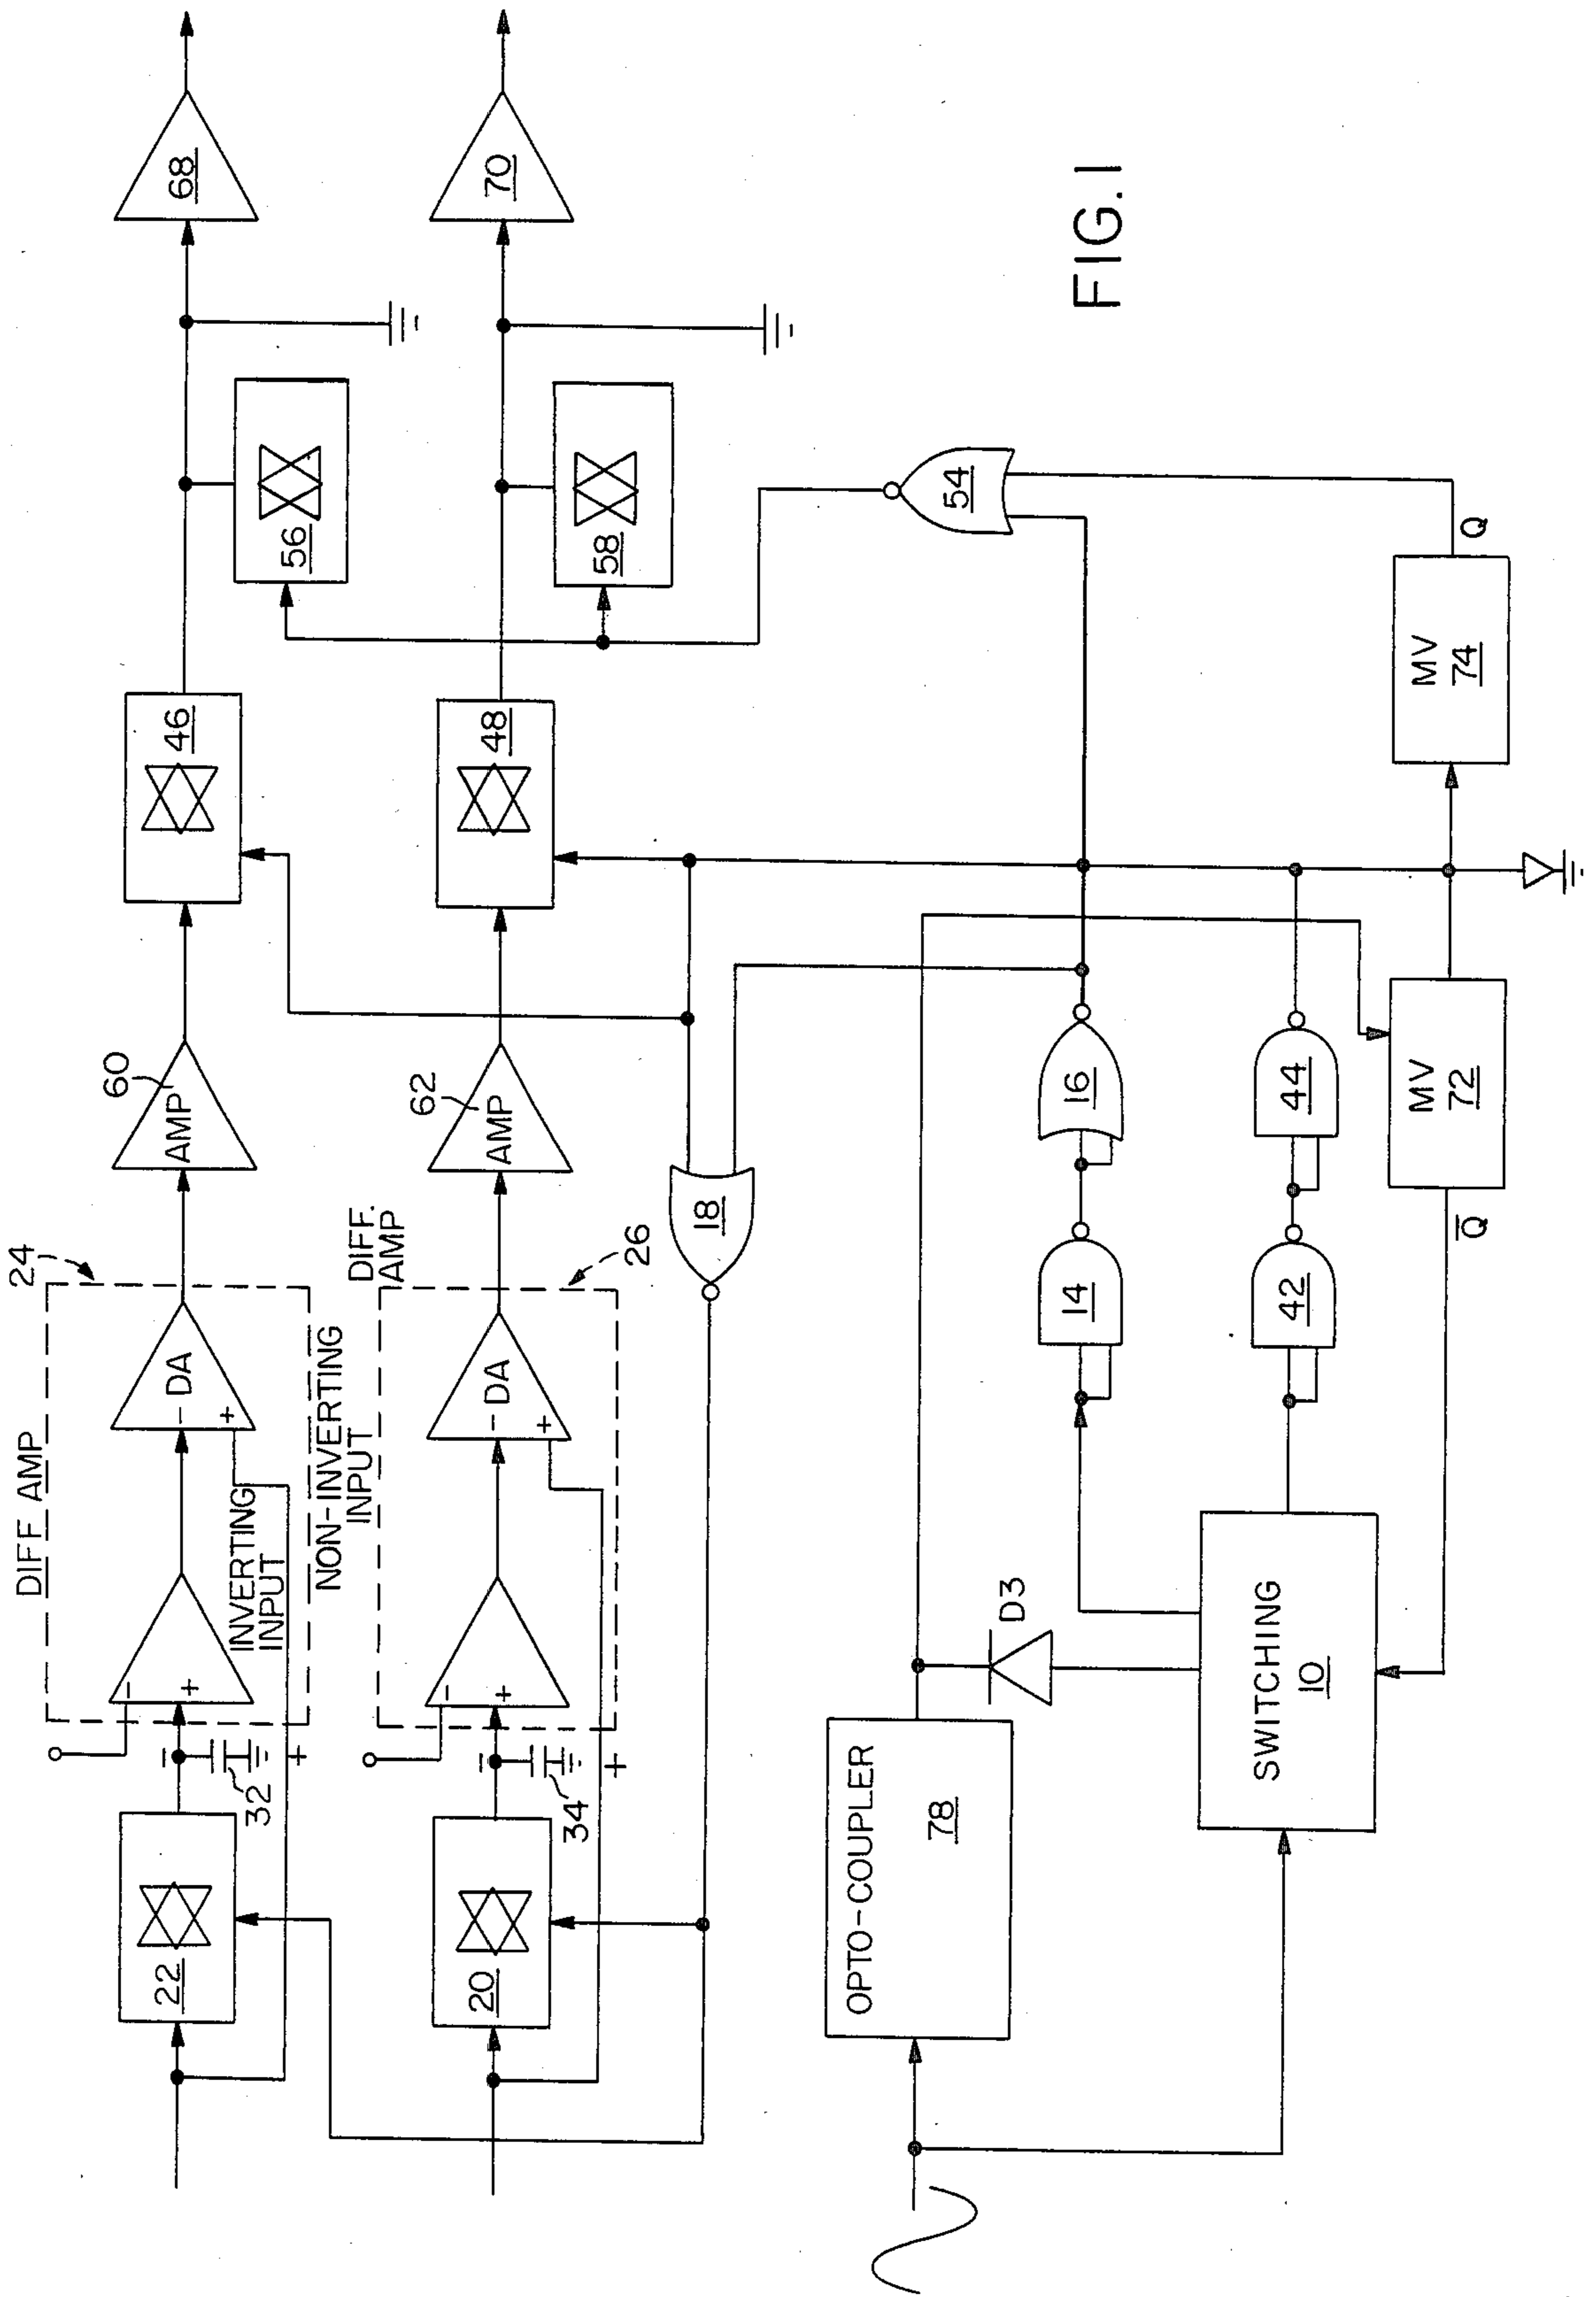 24
DIFF AMP
22
32
-
+
+
INVERTING
INPUT
-
DA
+
60
AMP
46
56
68
NON-INVERTING
INPUT
DIFF.
AMP
26
20
34
-
+
+
-
DA
+
62
AMP
48
58
70
18
OPTO-COUPLER
78
D3
SWITCHING
10
14
16
42
44
54
Q̅
MV
72
MV
74
Q
FIG. 1